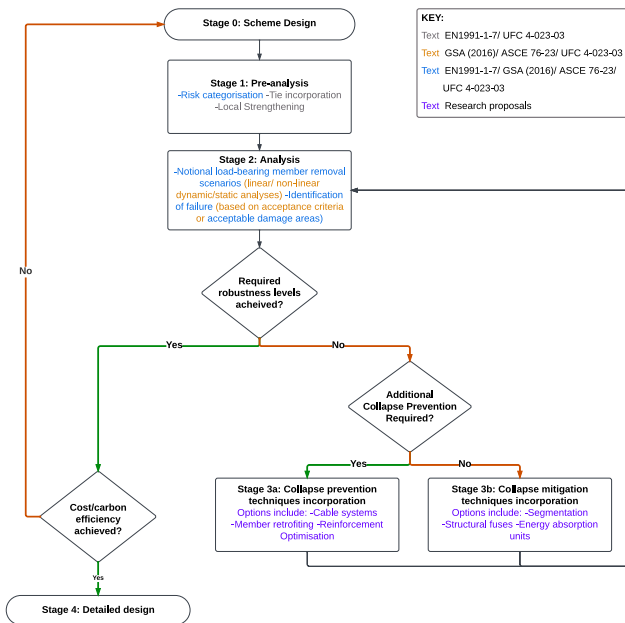 Stage 0: Scheme Design
KEY:
Text EN1991-1-7/ UFC 4-023-03
Text GSA (2016)/ ASCE 76-23/ UFC 4-023-03
Text EN1991-1-7/ GSA (2016)/ ASCE 76-23/
UFC 4-023-03
Text Research proposals
Stage 1: Pre-analysis
-Risk categorisation -Tie incorporation
-Local Strengthening
Stage 2: Analysis
-Notional load-bearing member removal
scenarios (linear/ non-linear
dynamic/static analyses) -Identification
of failure (based on acceptance criteria
or acceptable damage areas)
No
Required
robustness levels
acheived?
Yes
No
Additional
Collapse Prevention
Required?
Yes
No
Stage 3a: Collapse prevention
techniques incorporation
Options include: -Cable systems
-Member retrofiting -Reinforcement
Optimisation
Stage 3b: Collapse mitigation
techniques incorporation
Options include: -Segmentation
-Structural fuses -Energy absorption
units
Cost/carbon
efficiency
achieved?
Yes
Stage 4: Detailed design